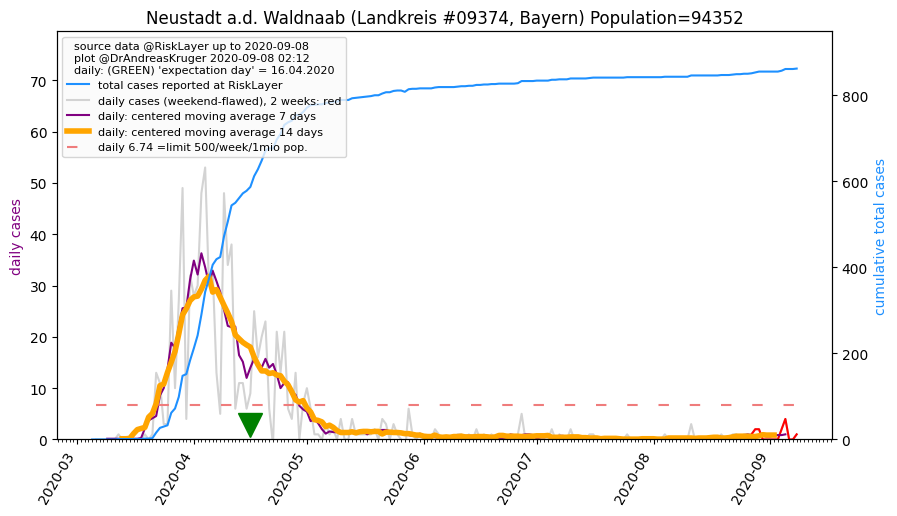 Neustadt a.d. Waldnaab (Landkreis #09374, Bayern) Population=94352
source data @RiskLayer up to 2020-09-08
plot @DrAndreasKruger 2020-09-08 02:12
daily: (GREEN) 'expectation day' = 16.04.2020
total cases reported at RiskLayer
daily cases (weekend-flawed), 2 weeks: red
daily: centered moving average 7 days
daily: centered moving average 14 days
daily 6.74 =limit 500/week/1mio pop.
daily cases
70
60
50
40
30
20
10
0
cumulative total cases
800
600
400
200
0
2020-03
2020-04
2020-05
2020-06
2020-07
2020-08
2020-09